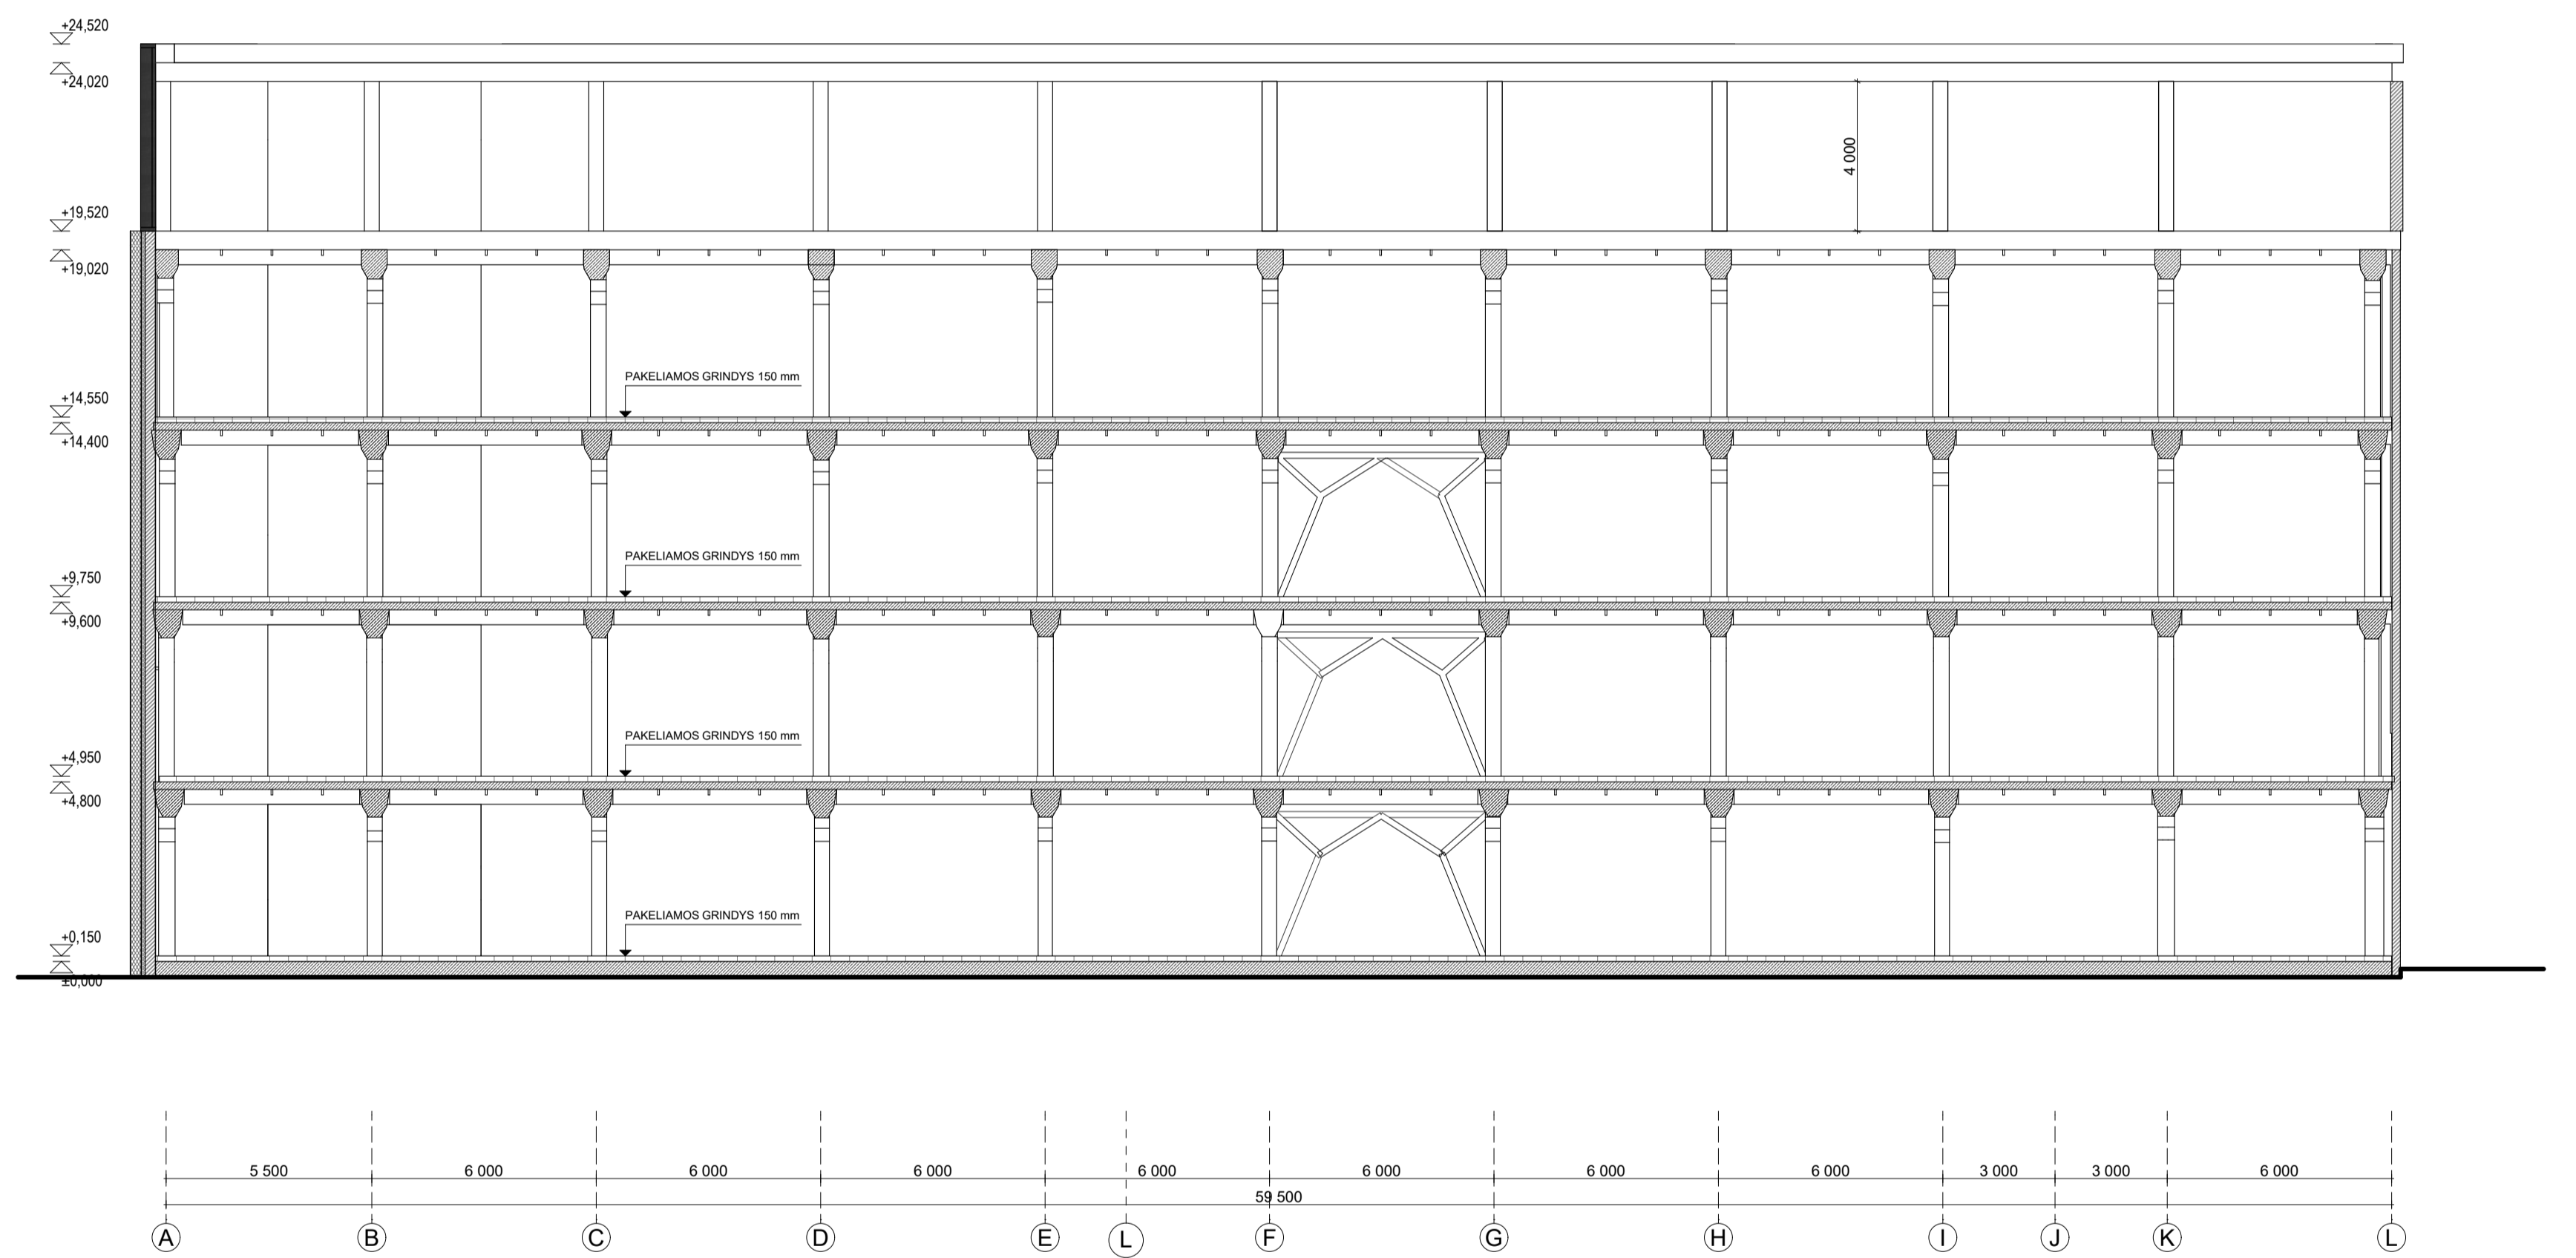 +24,520
+24,020
4 000
+19,520
+19,020
PAKELIAMOS GRINDYS 150 mm
+14,550
+14,400
PAKELIAMOS GRINDYS 150 mm
+9,750
+9,600
PAKELIAMOS GRINDYS 150 mm
+4,950
+4,800
PAKELIAMOS GRINDYS 150 mm
+0,150
±0,000
5 500 6 000 6 000 6 000 6 000 6 000 6 000 6 000 3 000 3 000 6 000
59 500
A B C D E L F G H I J K L